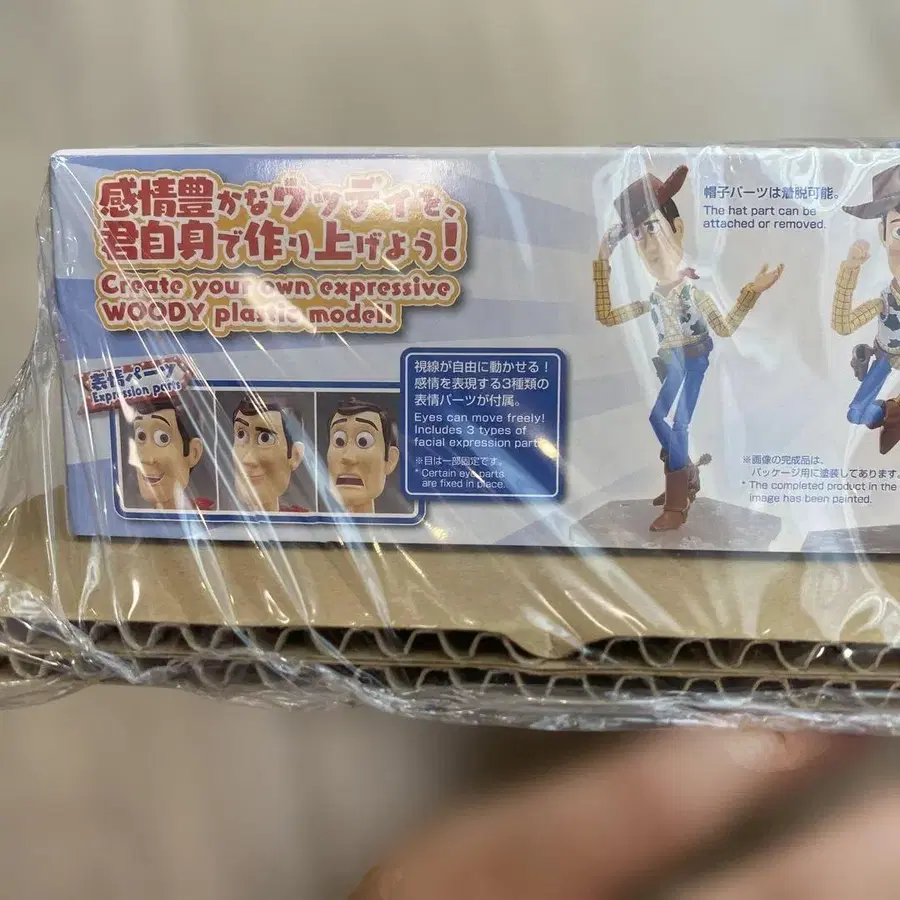 感情豊かなウッディを、
君自身で作り上げよう!
Create your own expressive
WOODY plastic model!
表情パーツ
Expression parts
視線が自由に動かせる!
感情を表現する3種類の
表情パーツが付属。
Eyes can move freely!
Includes 3 types of
facial expression part
※目は一部固定です。
* Certain eye parts
are fixed in place.
帽子パーツは着脱可能。
The hat part can be
attached or removed.
※画像の完成品は、
パッケージ用に塗装してあります。
* The completed product in the
image has been painted.